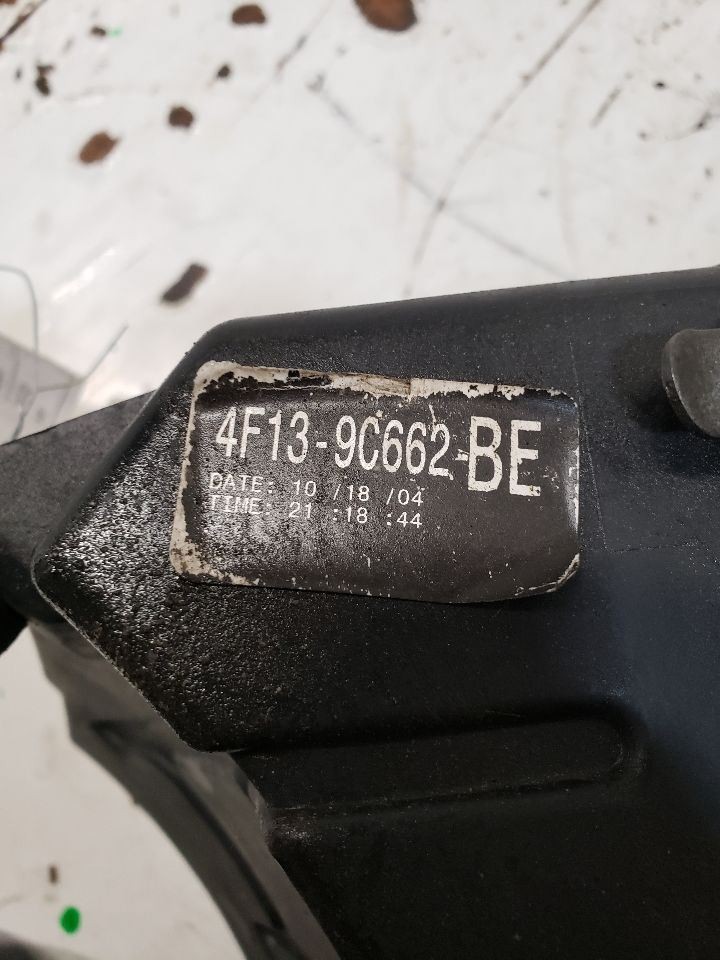 4F13-9C662-BE
DATE: 10 /18 /04
TIME: 21 :18 :44